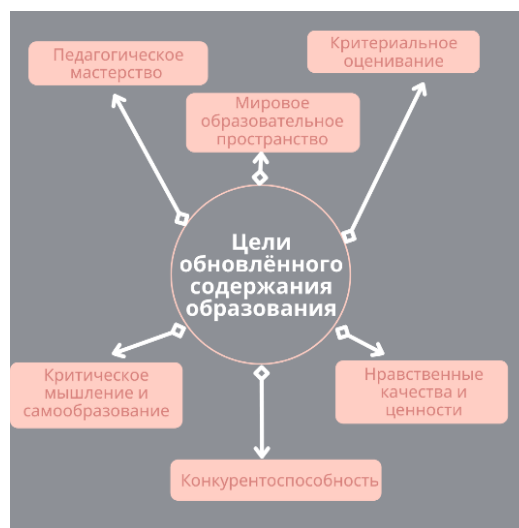 Педагогическое
мастерство
Критериальное
оценивание
Мировое
образовательное
пространство
Цели
обновлённого
содержания
образования
Критическое
мышление и
самообразование
Нравственные
качества и
ценности
Конкурентоспособность